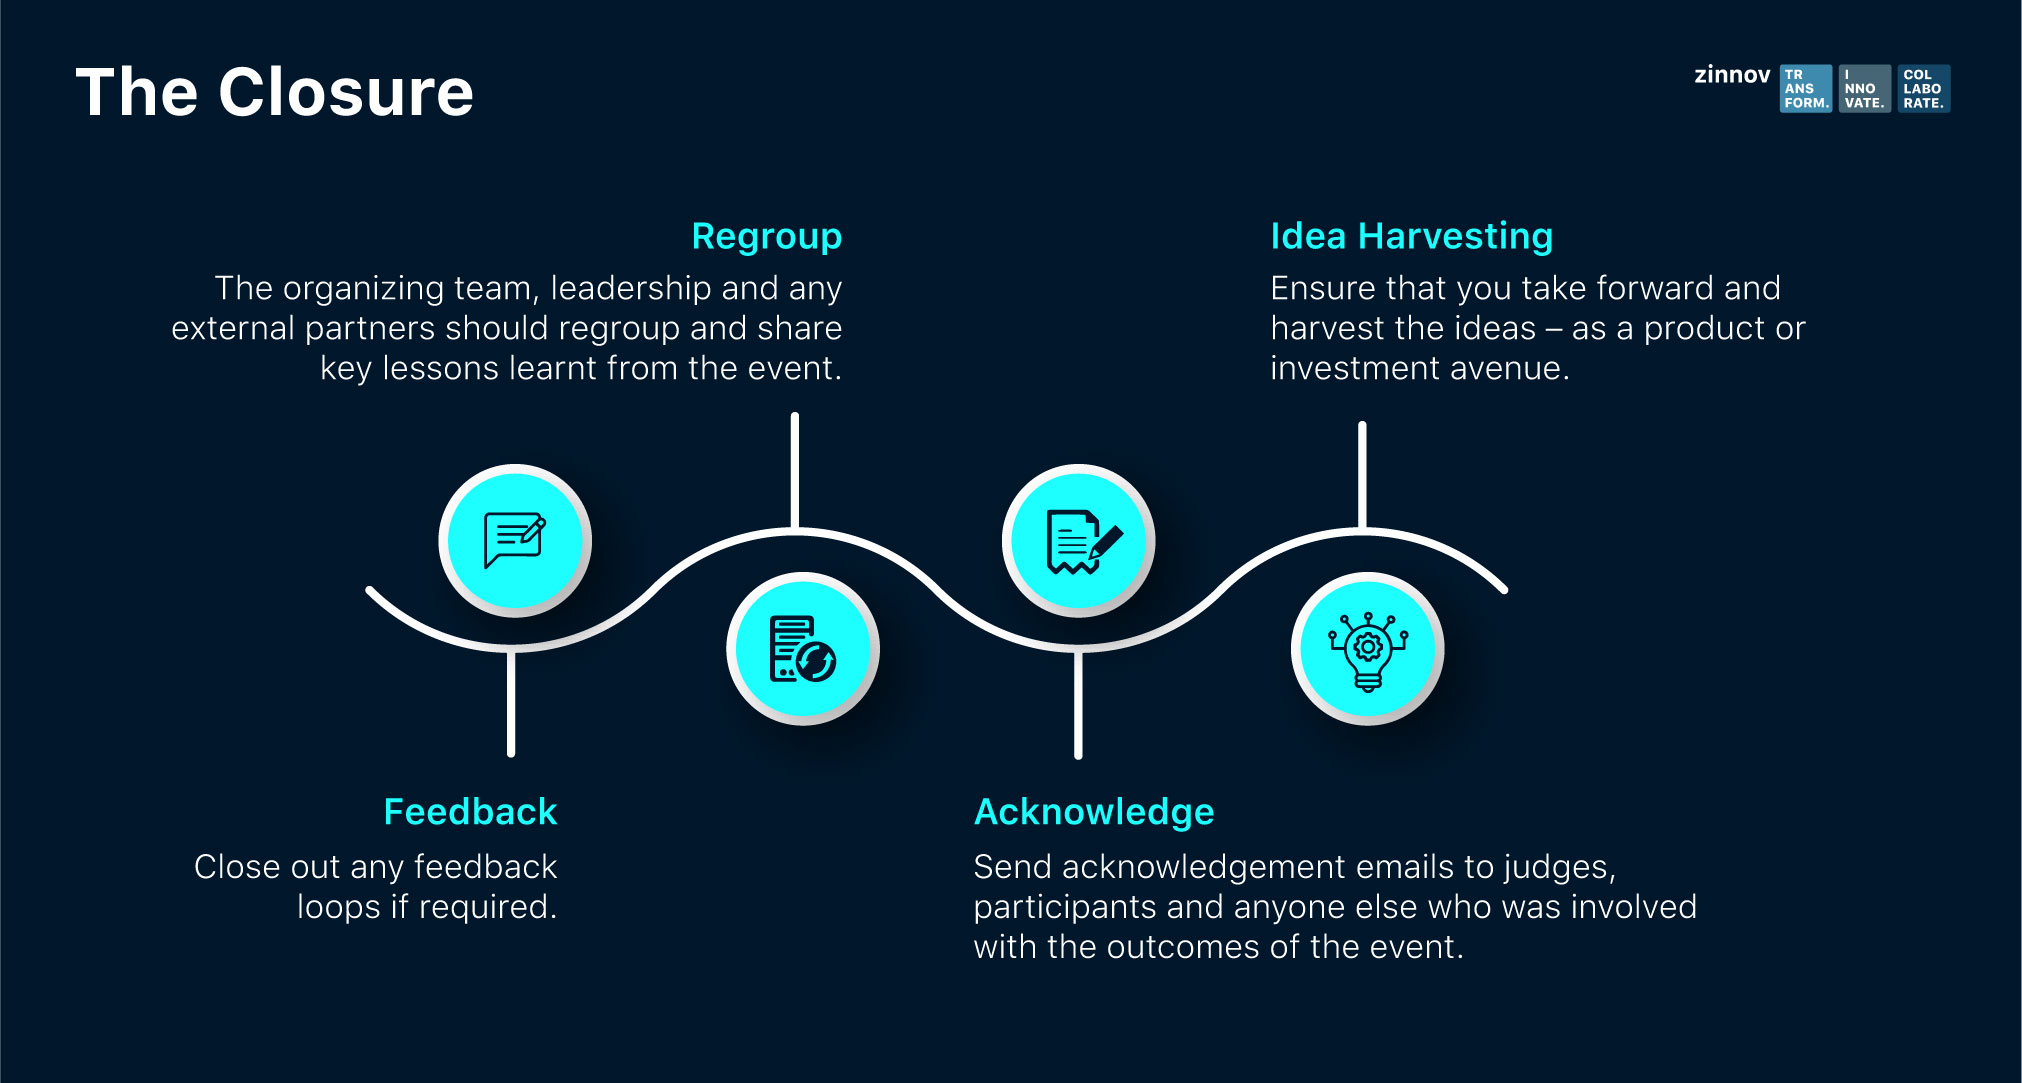 The Closure
zinnov
TR
ANS
FORM.
I
NNO
VATE.
COL
LABO
RATE.
Regroup
The organizing team, leadership and any
external partners should regroup and share
key lessons learnt from the event.
Idea Harvesting
Ensure that you take forward and
harvest the ideas – as a product or
investment avenue.
Feedback
Close out any feedback
loops if required.
Acknowledge
Send acknowledgement emails to judges,
participants and anyone else who was involved
with the outcomes of the event.